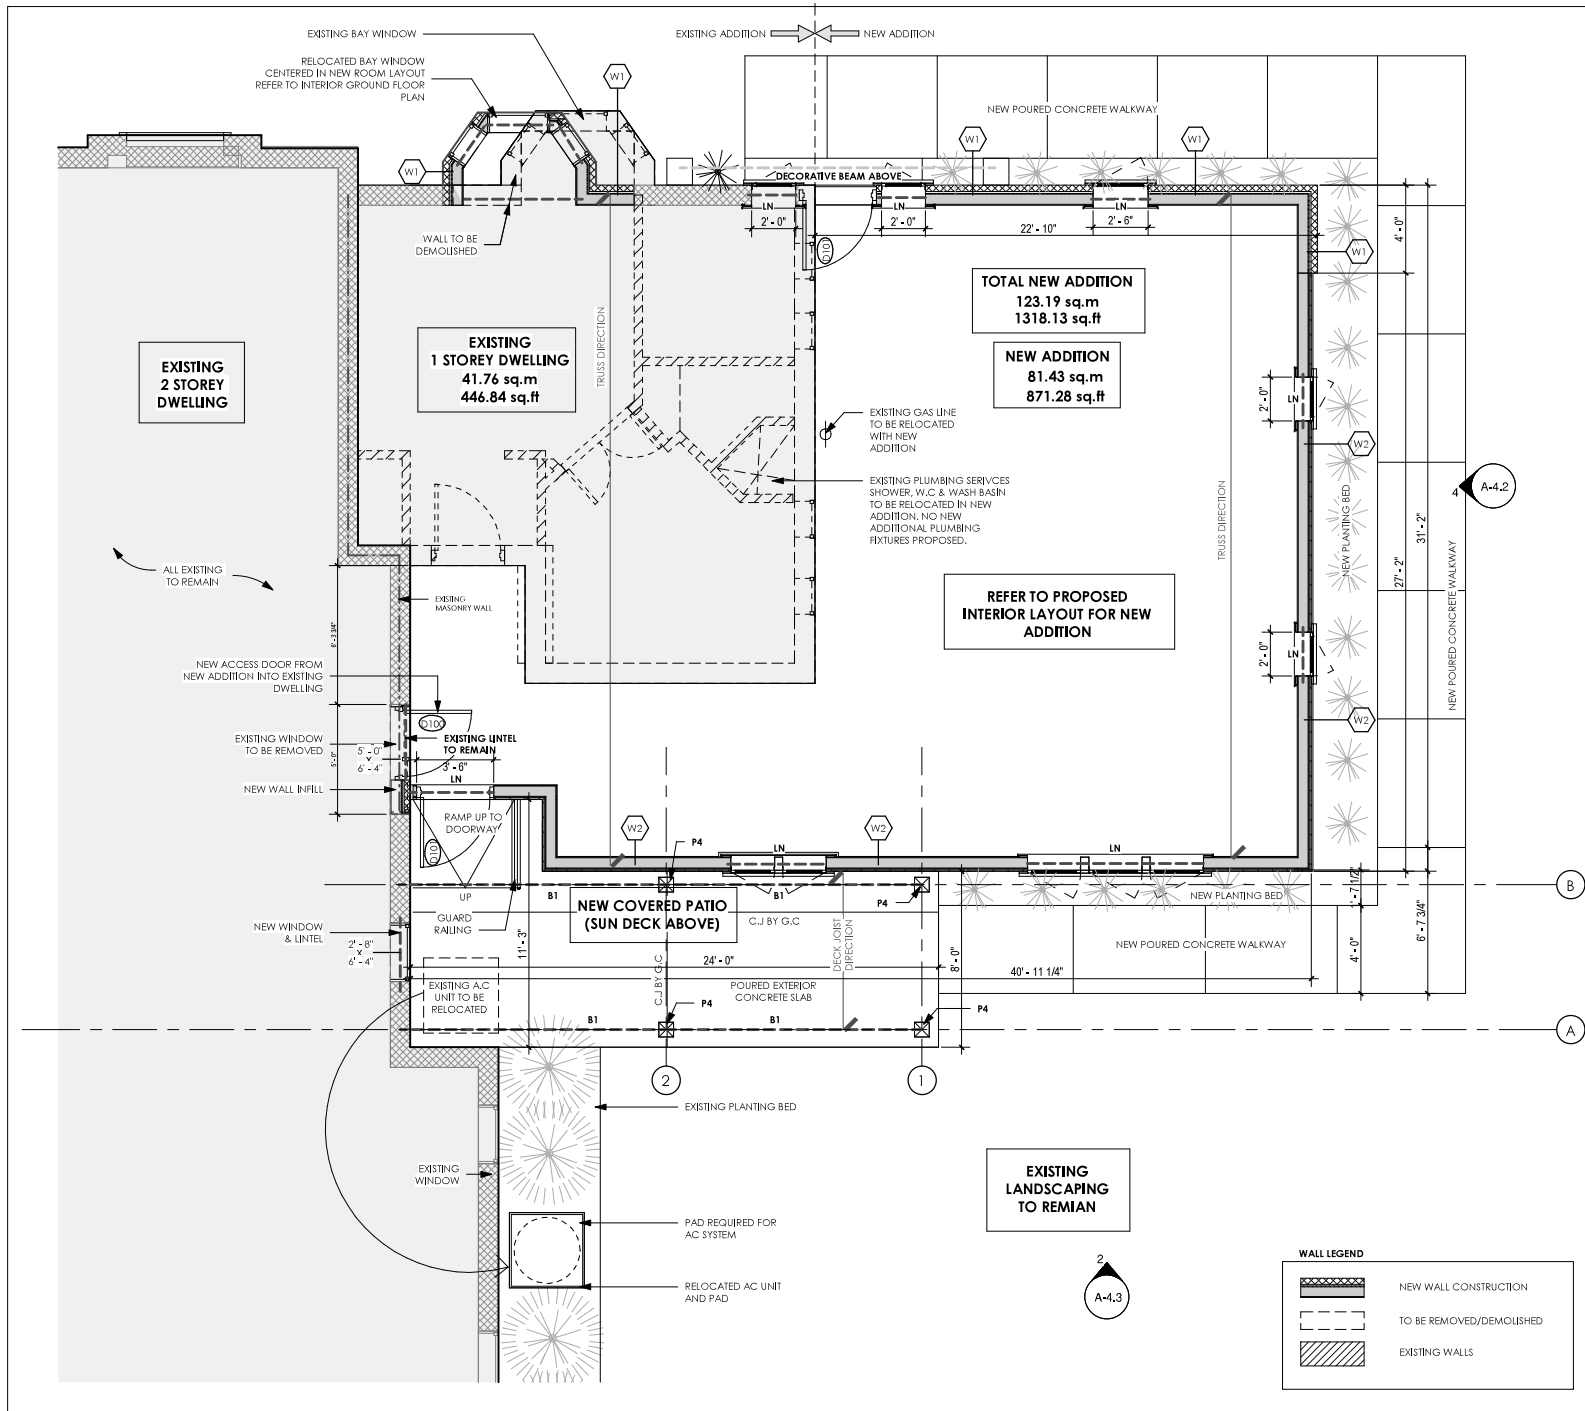 EXISTING BAY WINDOW
EXISTING ADDITION
NEW ADDITION
RELOCATED BAY WINDOW
CENTERED IN NEW ROOM LAYOUT
REFER TO INTERIOR GROUND FLOOR
PLAN
W1
NEW POURED CONCRETE WALKWAY
W1
W1
W1
DECORATIVE BEAM ABOVE
LN
2' - 0"
LN
2' - 0"
LN
2' - 6"
D101
22' - 10"
4' - 0"
W1
WALL TO BE
DEMOLISHED
TOTAL NEW ADDITION
123.19 sq.m
1318.13 sq.ft
NEW ADDITION
81.43 sq.m
871.28 sq.ft
EXISTING
1 STOREY DWELLING
41.76 sq.m
446.84 sq.ft
TRUSS DIRECTION
EXISTING
2 STOREY
DWELLING
2' - 0"
LN
EXISTING GAS LINE
TO BE RELOCATED
WITH NEW
ADDITION
W2
EXISTING PLUMBING SERIVCES
SHOWER, W.C & WASH BASIN
TO BE RELOCATED IN NEW
ADDITION. NO NEW
ADDITIONAL PLUMBING
FIXTURES PROPOSED.
TRUSS DIRECTION
NEW PLANTING BED
31' - 2"
27' - 2"
4
A-4.2
NEW POURED CONCRETE WALKWAY
ALL EXISTING
TO REMAIN
EXISTING
MASONRY WALL
REFER TO PROPOSED
INTERIOR LAYOUT FOR NEW
ADDITION
6' - 3 3/4"
2' - 0"
LN
NEW ACCESS DOOR FROM
NEW ADDITION INTO EXISTING
DWELLING
D100
W2
EXISTING WINDOW
TO BE REMOVED
5' - 0"
5' - 0"
X
6' - 4"
EXISTING LINTEL
TO REMAIN
3' - 6"
LN
NEW WALL INFILL
RAMP UP TO
DOORWAY
D101
UP
W2
P4
LN
W2
LN
B1
B1
P4
NEW COVERED PATIO
(SUN DECK ABOVE)
C.J BY G.C
NEW PLANTING BED
1' - 7 1/2"
6' - 7 3/4"
4' - 0"
B
GUARD
RAILING
11' - 3"
NEW WINDOW
& LINTEL
2' - 8"
X
6' - 4"
24' - 0"
DECK JOIST
DIRECTION
8' - 0"
NEW POURED CONCRETE WALKWAY
40' - 11 1/4"
EXISTING A.C
UNIT TO BE
RELOCATED
C.J BY G.C
POURED EXTERIOR
CONCRETE SLAB
P4
P4
B1
B1
A
2
1
EXISTING PLANTING BED
EXISTING
WINDOW
EXISTING
LANDSCAPING
TO REMIAN
PAD REQUIRED FOR
AC SYSTEM
RELOCATED AC UNIT
AND PAD
2
A-4.3
WALL LEGEND
NEW WALL CONSTRUCTION
TO BE REMOVED/DEMOLISHED
EXISTING WALLS